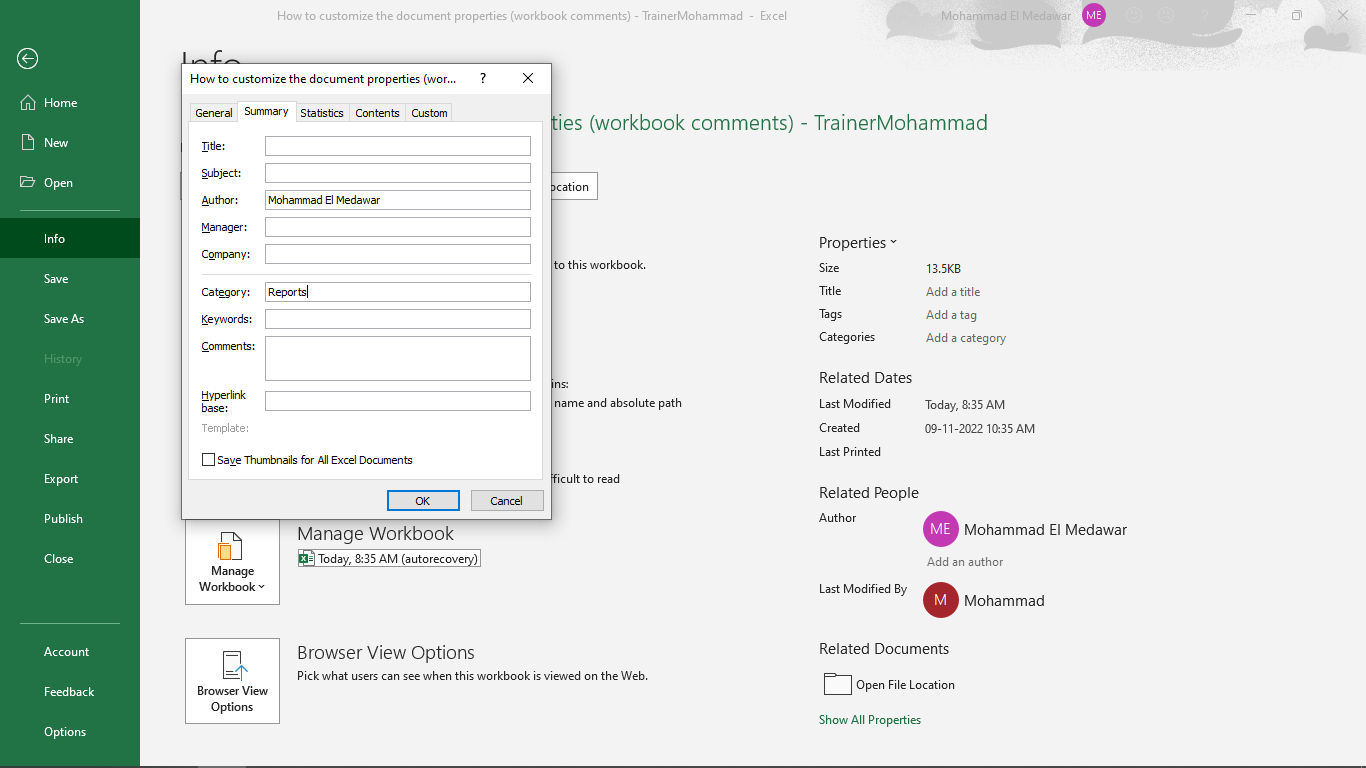 How to customize the document properties (workbook comments) - TrainerMohammad - Excel
Mohammad El Medawar
ME
Info
Home
New
Open
Info
Save
Save As
History
Print
Share
Export
Publish
Close
Account
Feedback
Options
How to customize the document properties (wor...
?
General
Summary
Statistics
Contents
Custom
Title:
Subject:
Author: Mohammad El Medawar
Manager:
Company:
Category: Reports
Keywords:
Comments:
Hyperlink
base:
Template:
Save Thumbnails for All Excel Documents
OK
Cancel
ties (workbook comments) - TrainerMohammad
ocation
to this workbook.
ins:
name and absolute path
fficult to read
Manage
Workbook
Manage Workbook
Today, 8:35 AM (autorecovery)
Browser View
Options
Browser View Options
Pick what users can see when this workbook is viewed on the Web.
Properties
Size 13.5KB
Title Add a title
Tags Add a tag
Categories Add a category
Related Dates
Last Modified Today, 8:35 AM
Created 09-11-2022 10:35 AM
Last Printed
Related People
Author
ME Mohammad El Medawar
Add an author
Last Modified By
M Mohammad
Related Documents
Open File Location
Show All Properties